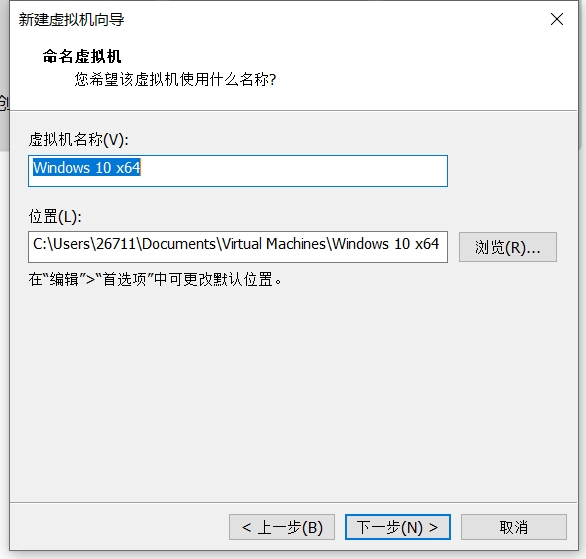 新建虚拟机向导
命名虚拟机
您希望该虚拟机使用什么名称?
虚拟机名称(V):
Windows 10 x64
位置(L):
C:\Users\26711\Documents\Virtual Machines\Windows 10 x64
浏览(R)...
在“编辑”>“首选项”中可更改默认位置。
< 上一步(B)
下一步(N) >
取消